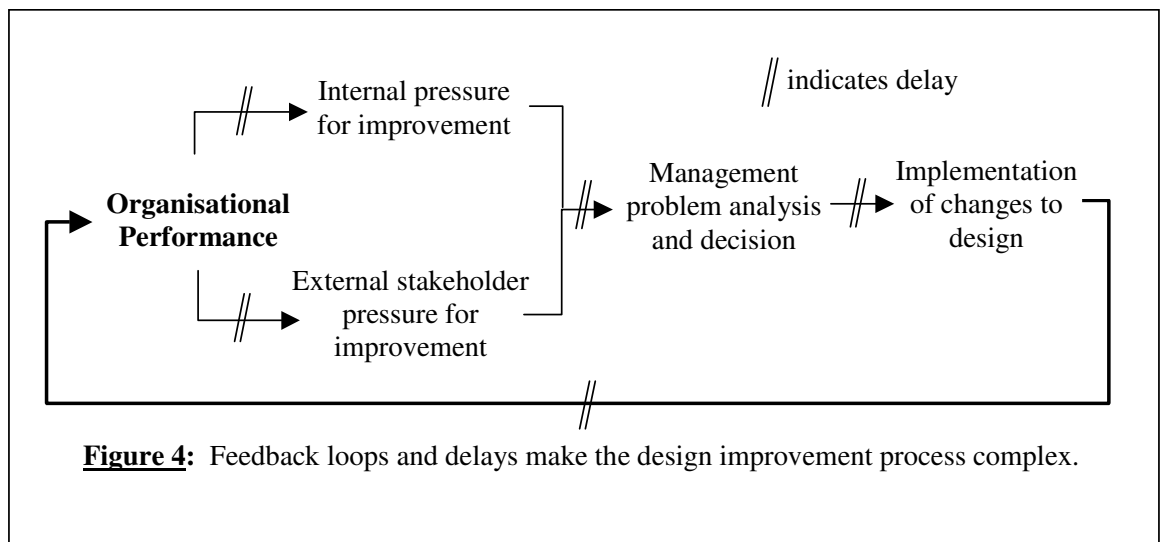 Internal pressure
for improvement
// indicates delay
Organisational
Performance
Management
problem analysis
and decision
Implementation
of changes to
design
External stakeholder
pressure for
improvement
Figure 4: Feedback loops and delays make the design improvement process complex.